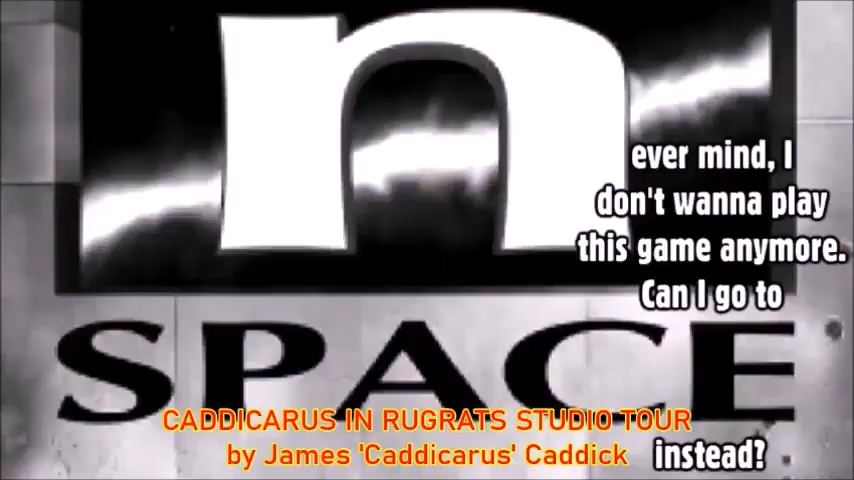 n
ever mind, I
don't wanna play
this game anymore.
Can I go to
SPACE
instead?
CADDICARUS IN RUGRATS STUDIO TOUR
by James 'Caddicarus' Caddick